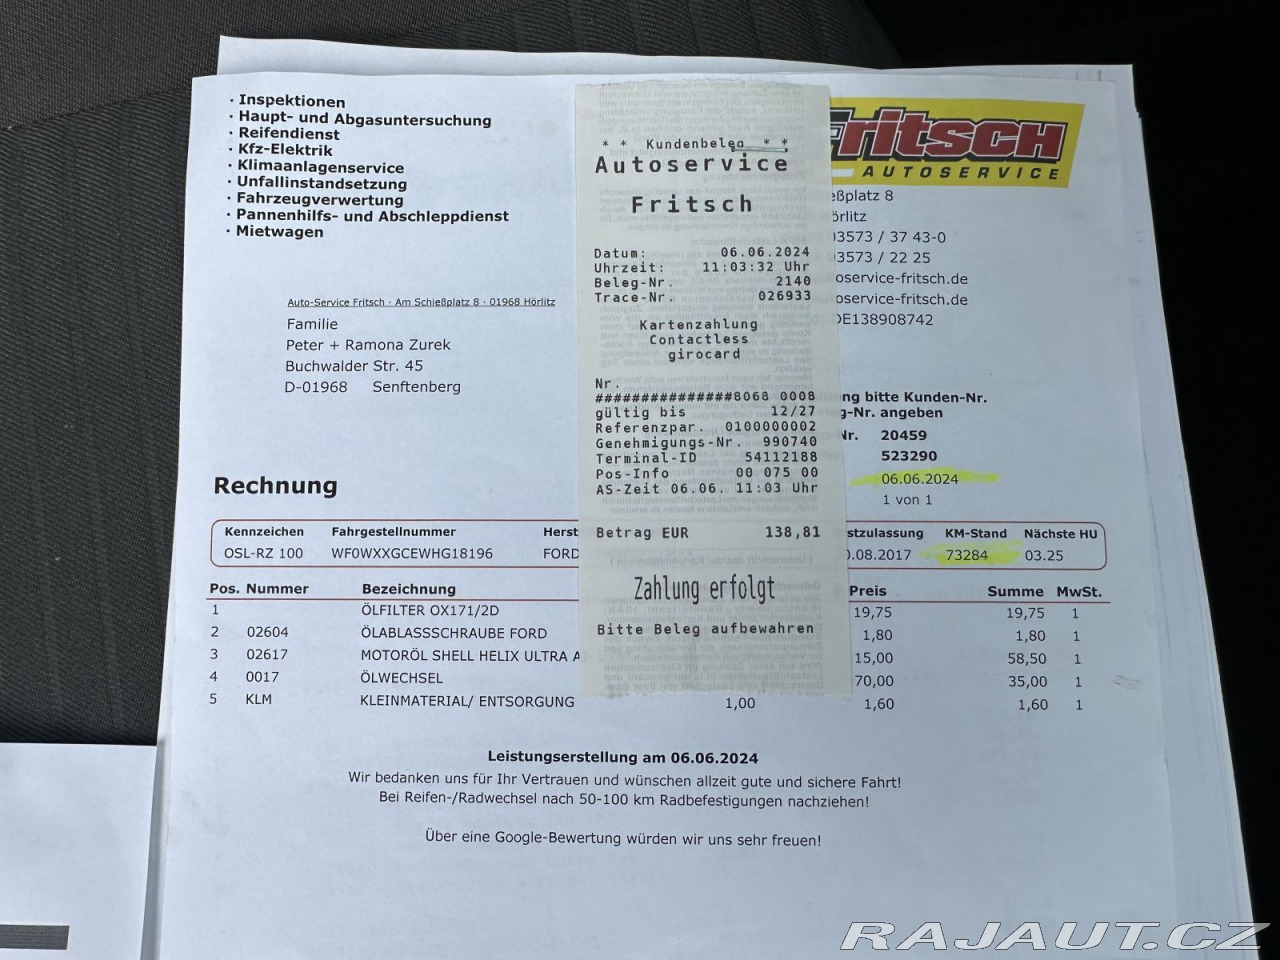 · Inspektionen
· Haupt- und Abgasuntersuchung
· Reifendienst
· Kfz-Elektrik
· Klimaanlagenservice
· Unfallinstandsetzung
· Fahrzeugverwertung
· Pannenhilfs- und Abschleppdienst
· Mietwagen
Fritsch
AUTOSERVICE
eßplatz 8
örlitz
03573 / 37 43-0
03573 / 22 25
oservice-fritsch.de
oservice-fritsch.de
DE138908742
Auto-Service Fritsch · Am Schießplatz 8 · 01968 Hörlitz
Familie
Peter + Ramona Zurek
Buchwalder Str. 45
D-01968 Senftenberg
* * Kundenbeleg * *
Autoservice
Fritsch
Datum: 06.06.2024
Uhrzeit: 11:03:32 Uhr
Beleg-Nr. 2140
Trace-Nr. 026933
Kartenzahlung
Contactless
girocard
Nr.
###############8068 0008
gültig bis 12/27
Referenzpar. 0100000002
Genehmigungs-Nr. 990740
Terminal-ID 54112188
Pos-Info 00 075 00
AS-Zeit 06.06. 11:03 Uhr
Betrag EUR 138,81
Zahlung erfolgt
Bitte Beleg aufbewahren
ng bitte Kunden-Nr.
g-Nr. angeben
Nr. 20459
523290
06.06.2024
1 von 1
Rechnung
Kennzeichen Fahrgestellnummer Herst stzulassung KM-Stand Nächste HU
OSL-RZ 100 WF0WXXGCEWHG18196 FORD 0.08.2017 73284 03.25
Pos. Nummer Bezeichnung Preis Summe MwSt.
1 ÖLFILTER OX171/2D 19,75 19,75 1
2 02604 ÖLABLASSSCHRAUBE FORD 1,80 1,80 1
3 02617 MOTORÖL SHELL HELIX ULTRA A 15,00 58,50 1
4 0017 ÖLWECHSEL 70,00 35,00 1
5 KLM KLEINMATERIAL/ ENTSORGUNG 1,00 1,60 1,60 1
Leistungserstellung am 06.06.2024
Wir bedanken uns für Ihr Vertrauen und wünschen allzeit gute und sichere Fahrt!
Bei Reifen-/Radwechsel nach 50-100 km Radbefestigungen nachziehen!
Über eine Google-Bewertung würden wir uns sehr freuen!
RAJAUT.CZ